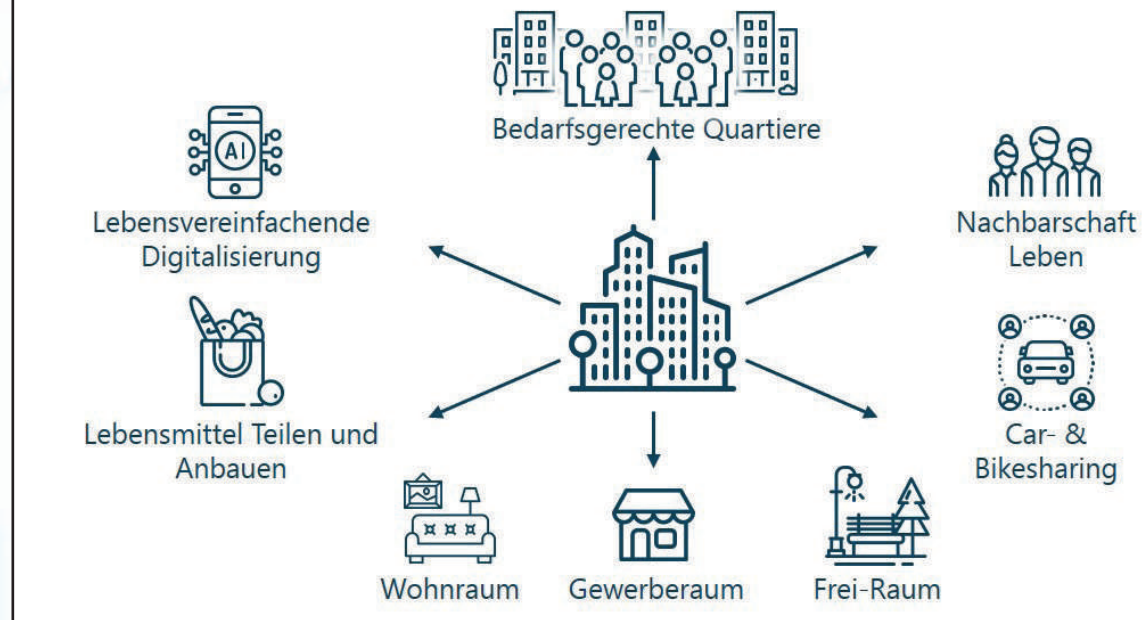 Bedarfsgerechte Quartiere
AI
Lebensvereinfachende
Digitalisierung
Nachbarschaft
Leben
Lebensmittel Teilen und
Anbauen
Car- &
Bikesharing
Wohnraum
Gewerberaum
Frei-Raum